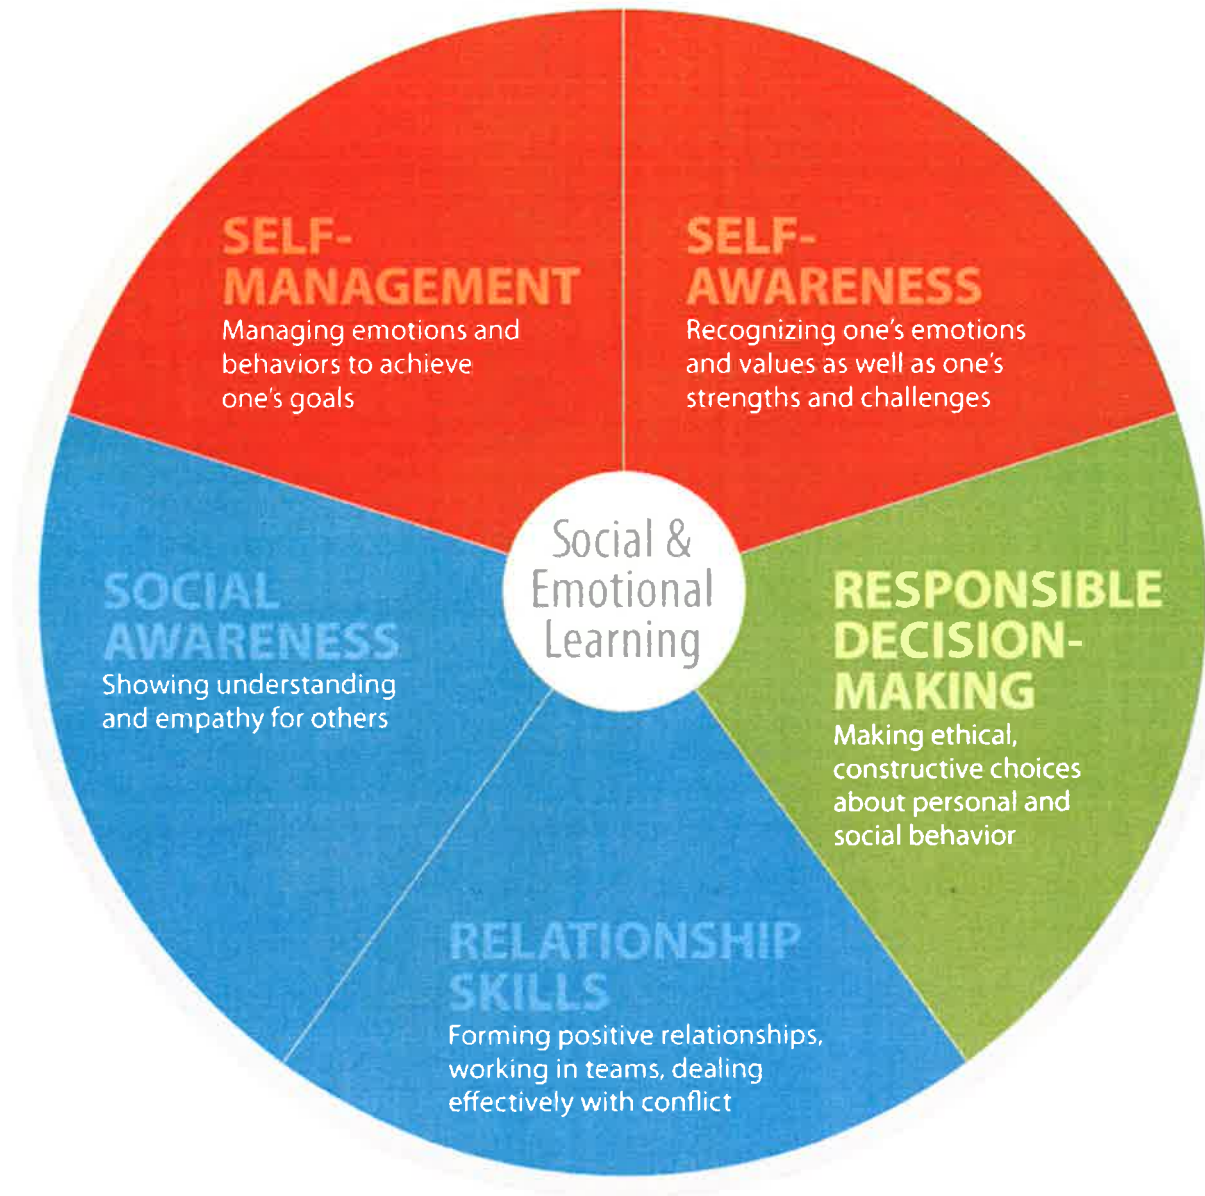 SELF-
MANAGEMENT
Managing emotions and
behaviors to achieve
one's goals
SELF-
AWARENESS
Recognizing one's emotions
and values as well as one's
strengths and challenges
Social &
Emotional
Learning
SOCIAL
AWARENESS
Showing understanding
and empathy for others
RESPONSIBLE
DECISION-
MAKING
Making ethical,
constructive choices
about personal and
social behavior
RELATIONSHIP
SKILLS
Forming positive relationships,
working in teams, dealing
effectively with conflict